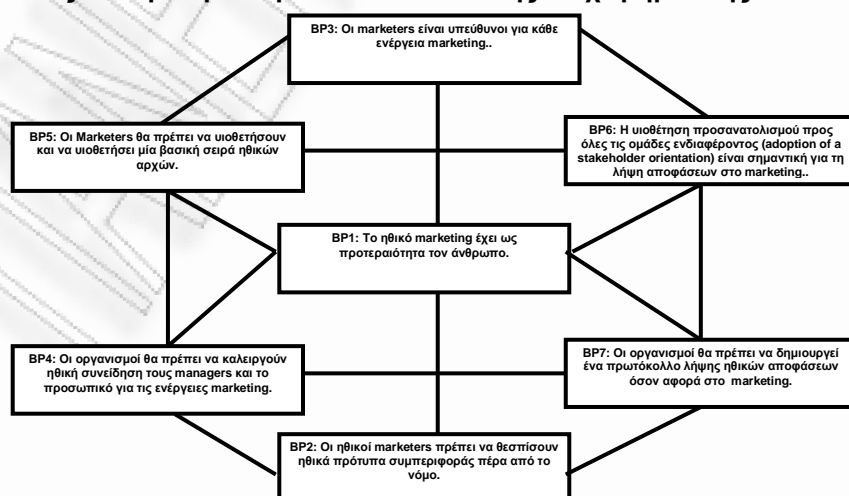 BP3: Οι marketers είναι υπεύθυνοι για κάθε
ενέργεια marketing..
BP5: Οι Marketers θα πρέπει να υιοθετήσουν
και να υιοθετήσει μία βασική σειρά ηθικών
αρχών.
BP6: Η υιοθέτηση προσανατολισμού προς
όλες τις ομάδες ενδιαφέροντος (adoption of a
stakeholder orientation) είναι σημαντική για τη
λήψη αποφάσεων στο marketing..
BP1: Το ηθικό marketing έχει ως
προτεραιότητα τον άνθρωπο.
BP4: Οι οργανισμοί θα πρέπει να καλειργούν
ηθική συνείδηση τους managers και το
προσωπικό για τις ενέργειες marketing.
BP7: Οι οργανισμοί θα πρέπει να δημιουργεί
ένα πρωτόκολλο λήψης ηθικών αποφάσεων
όσον αφορά στο marketing.
BP2: Οι ηθικοί marketers πρέπει να θεσπίσουν
ηθικά πρότυπα συμπεριφοράς πέρα από το
νόμο.